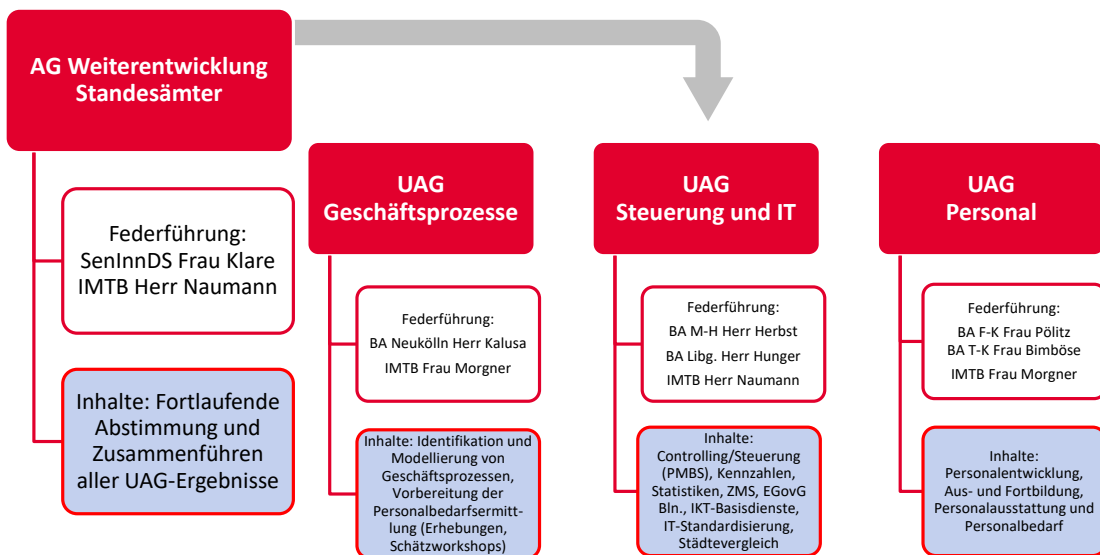 AG Weiterentwicklung
Standesämter
Federführung:
SenInnDS Frau Klare
IMTB Herr Naumann
Inhalte: Fortlaufende
Abstimmung und
Zusammenführen
aller UAG-Ergebnisse
UAG
Geschäftsprozesse
Federführung:
BA Neukölln Herr Kalusa
IMTB Frau Morgner
Inhalte: Identifikation und
Modellierung von
Geschäftsprozessen,
Vorbereitung der
Personalbedarfsermitt-
lung (Erhebungen,
Schätzworkshops)
UAG
Steuerung und IT
Federführung:
BA M-H Herr Herbst
BA Libg. Herr Hunger
IMTB Herr Naumann
Inhalte:
Controlling/Steuerung
(PMBS), Kennzahlen,
Statistiken, ZMS, EGovG
Bln., IKT-Basisdienste,
IT-Standardisierung,
Städtevergleich
UAG
Personal
Federführung:
BA F-K Frau Pölitz
BA T-K Frau Bimböse
IMTB Frau Morgner
Inhalte:
Personalentwicklung,
Aus- und Fortbildung,
Personalausstattung und
Personalbedarf